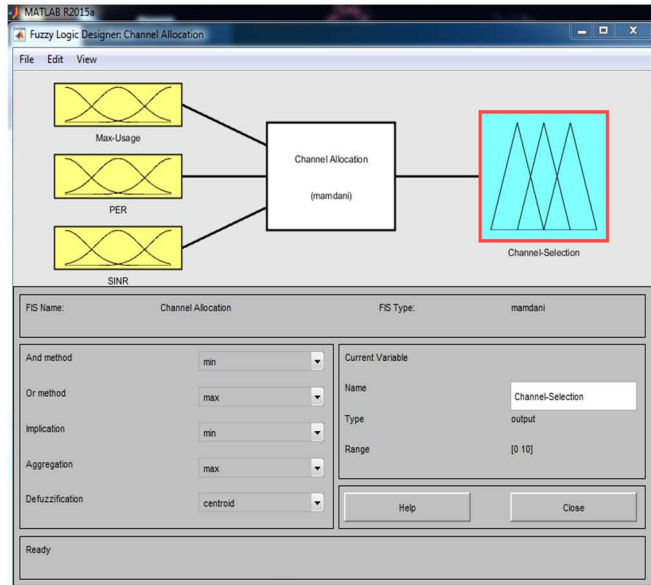 MATLAB R2015a
Fuzzy Logic Designer: Channel Allocation
File Edit View
Max-Usage
PER
SINR
Channel Allocation
(mamdani)
Channel-Selection
FIS Name: Channel Allocation FIS Type: mamdani
And method min
Or method max
Implication min
Aggregation max
Defuzzification centroid
Current Variable
Name Channel-Selection
Type output
Range [0 10]
Help Close
Ready